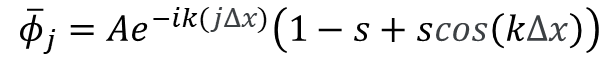 ϕ̄ⱼ = Ae^{−ik(jΔx)}(1 − s + scos(kΔx))